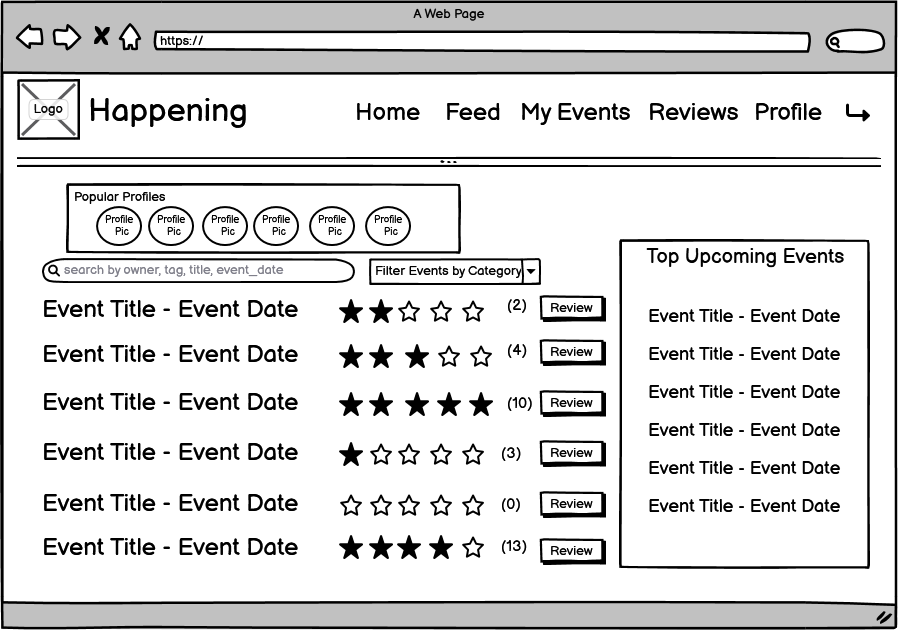 A Web Page
https://
Logo
Happening
Home Feed My Events Reviews Profile
Popular Profiles
Profile Pic Profile Pic Profile Pic Profile Pic Profile Pic Profile Pic
search by owner, tag, title, event_date
Filter Events by Category
Event Title - Event Date (2) Review
Event Title - Event Date (4) Review
Event Title - Event Date (10) Review
Event Title - Event Date (3) Review
Event Title - Event Date (0) Review
Event Title - Event Date (13) Review
Top Upcoming Events
Event Title - Event Date
Event Title - Event Date
Event Title - Event Date
Event Title - Event Date
Event Title - Event Date
Event Title - Event Date